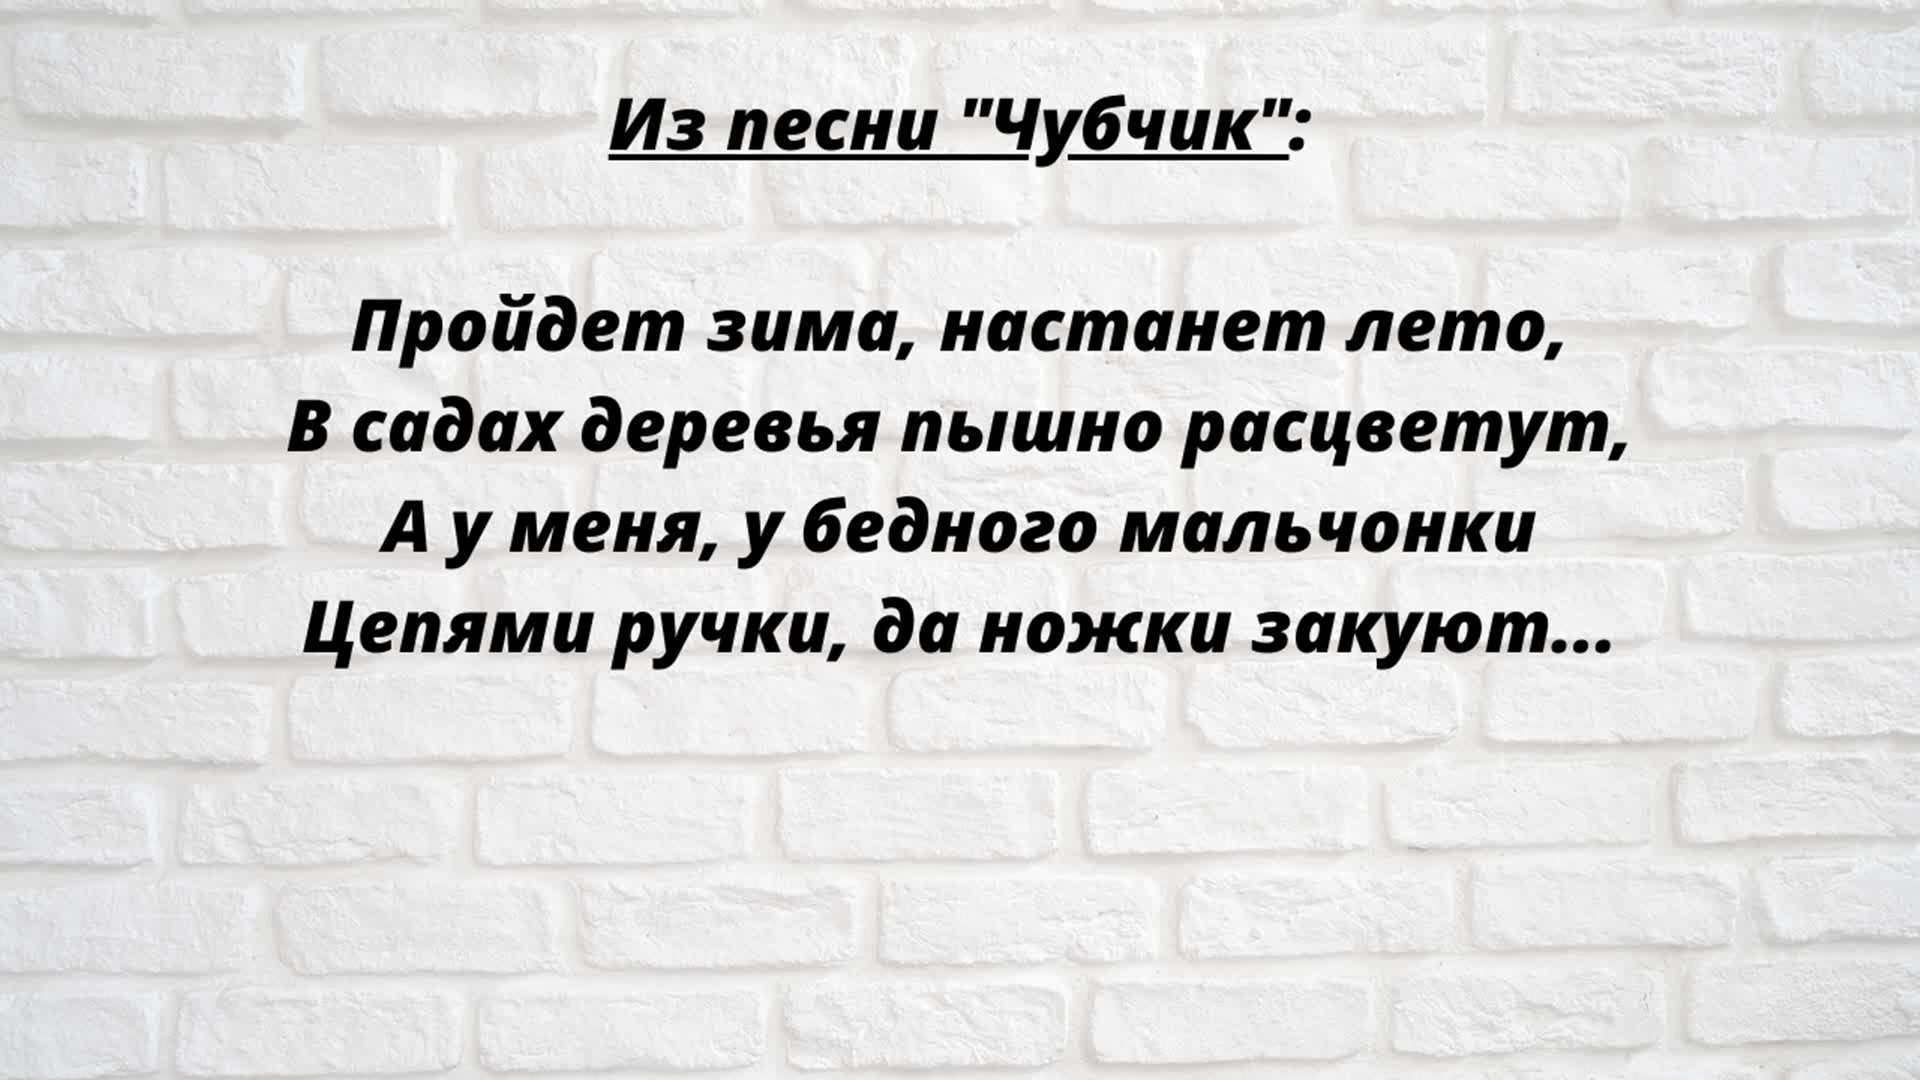 Из песни "Чубчик":
Пройдет зима, настанет лето,
В садах деревья пышно расцветут,
А у меня, у бедного мальчонки
Цепями ручки, да ножки закуют...